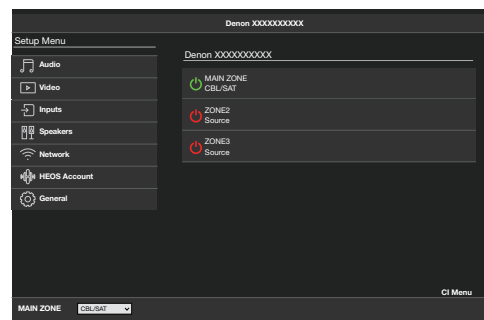 Denon XXXXXXXXXX
Setup Menu
Audio
Video
Inputs
Speakers
Network
HEOS Account
General
Denon XXXXXXXXXX
MAIN ZONE
CBL/SAT
ZONE2
Source
ZONE3
Source
CI Menu
MAIN ZONE CBL/SAT